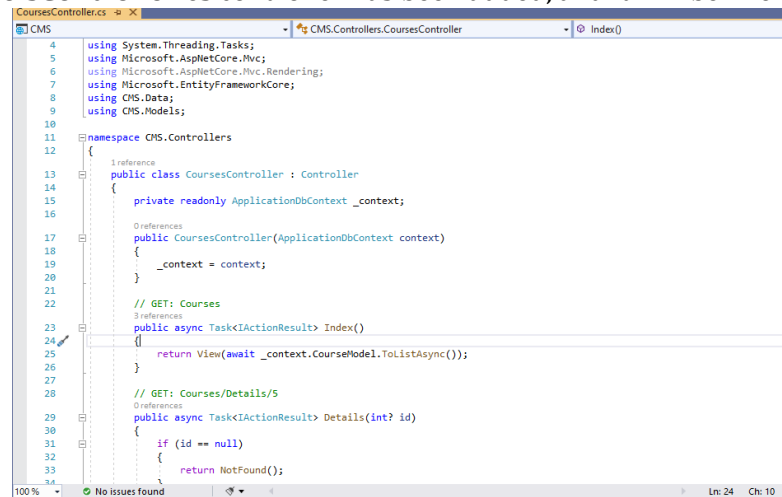 CoursesController.cs
CMS CMS.Controllers.CoursesController Index()
4 using System.Threading.Tasks;
5 using Microsoft.AspNetCore.Mvc;
6 using Microsoft.AspNetCore.Mvc.Rendering;
7 using Microsoft.EntityFrameworkCore;
8 using CMS.Data;
9 using CMS.Models;
10
11 namespace CMS.Controllers
12 {
1 reference
13 public class CoursesController : Controller
14 {
15 private readonly ApplicationDbContext _context;
16
0 references
17 public CoursesController(ApplicationDbContext context)
18 {
19 _context = context;
20 }
21
22 // GET: Courses
3 references
23 public async Task<IActionResult> Index()
24 {
25 return View(await _context.CourseModel.ToListAsync());
26 }
27
28 // GET: Courses/Details/5
0 references
29 public async Task<IActionResult> Details(int? id)
30 {
31 if (id == null)
32 {
33 return NotFound();
34 }
100 % No issues found Ln: 24 Ch: 10